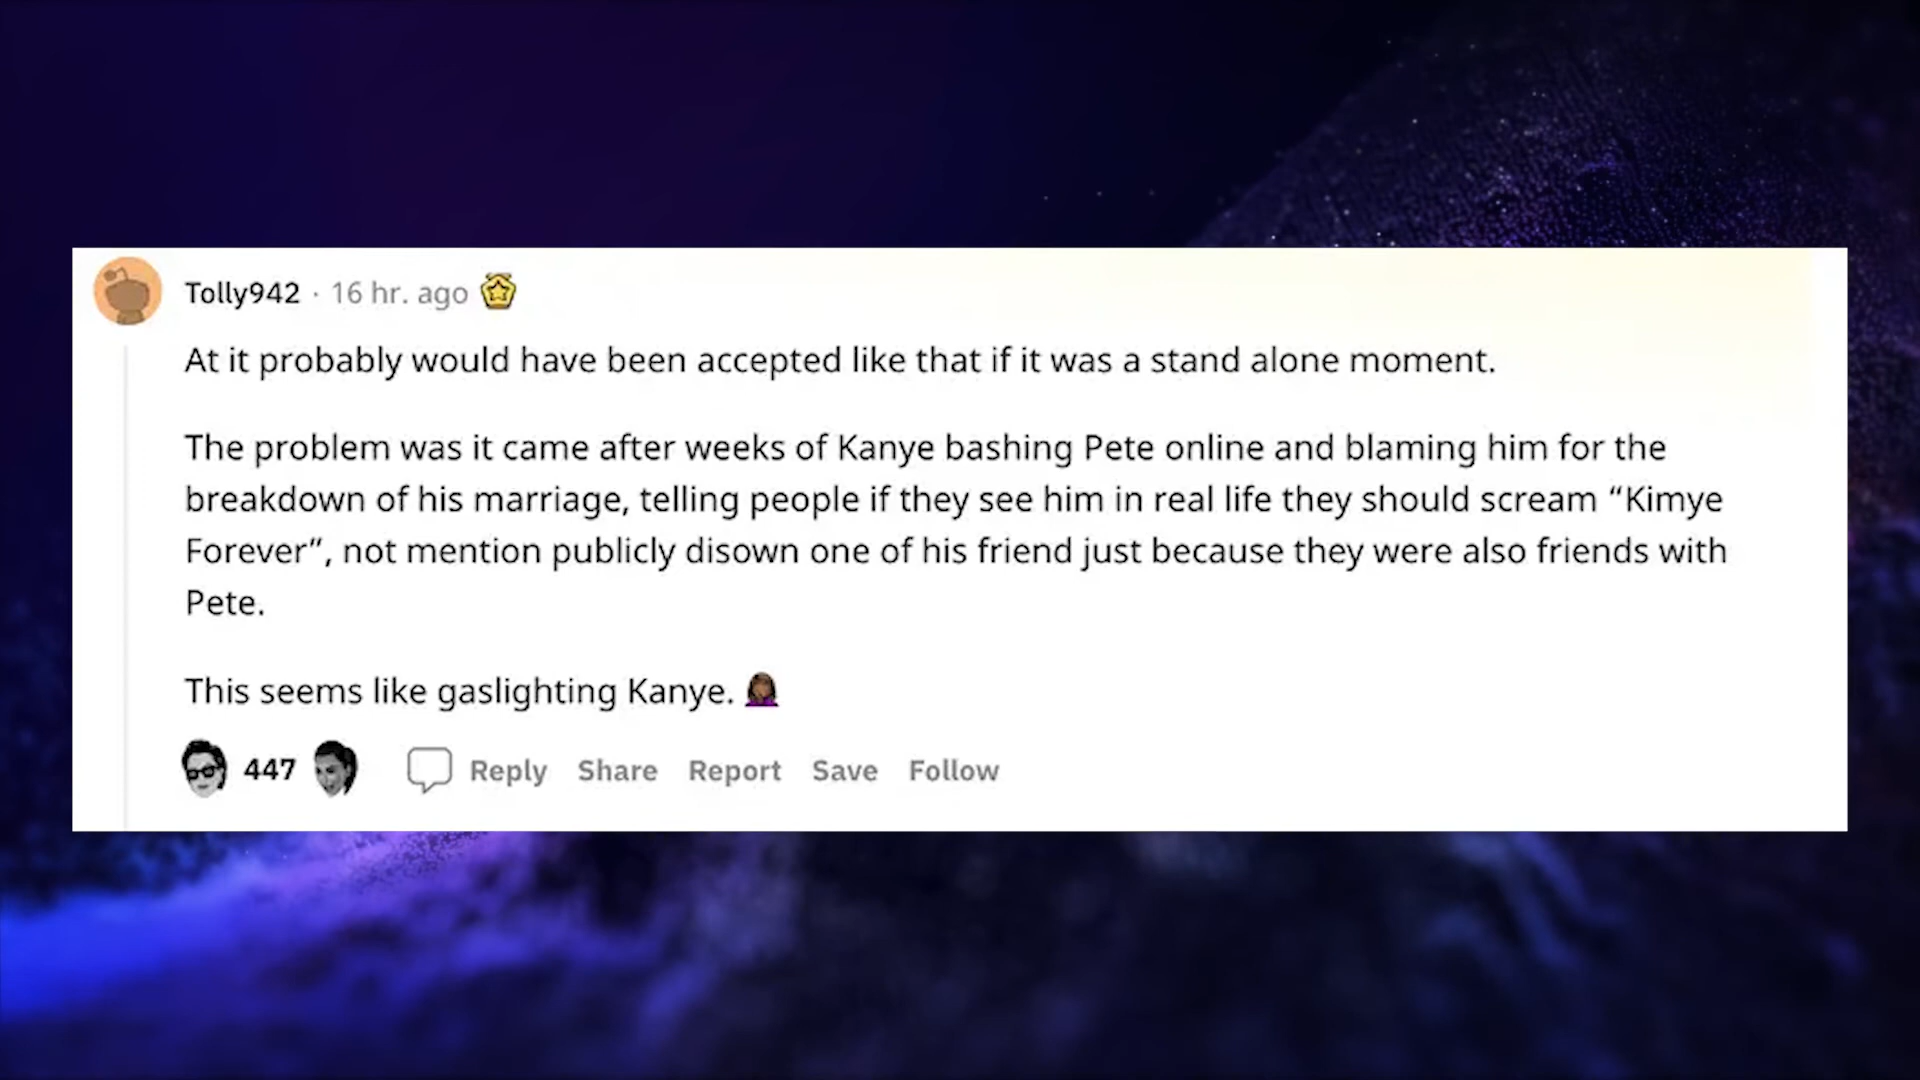 Tolly942 · 16 hr. ago
At it probably would have been accepted like that if it was a stand alone moment.
The problem was it came after weeks of Kanye bashing Pete online and blaming him for the
breakdown of his marriage, telling people if they see him in real life they should scream “Kimye
Forever”, not mention publicly disown one of his friend just because they were also friends with
Pete.
This seems like gaslighting Kanye.
447 Reply Share Report Save Follow